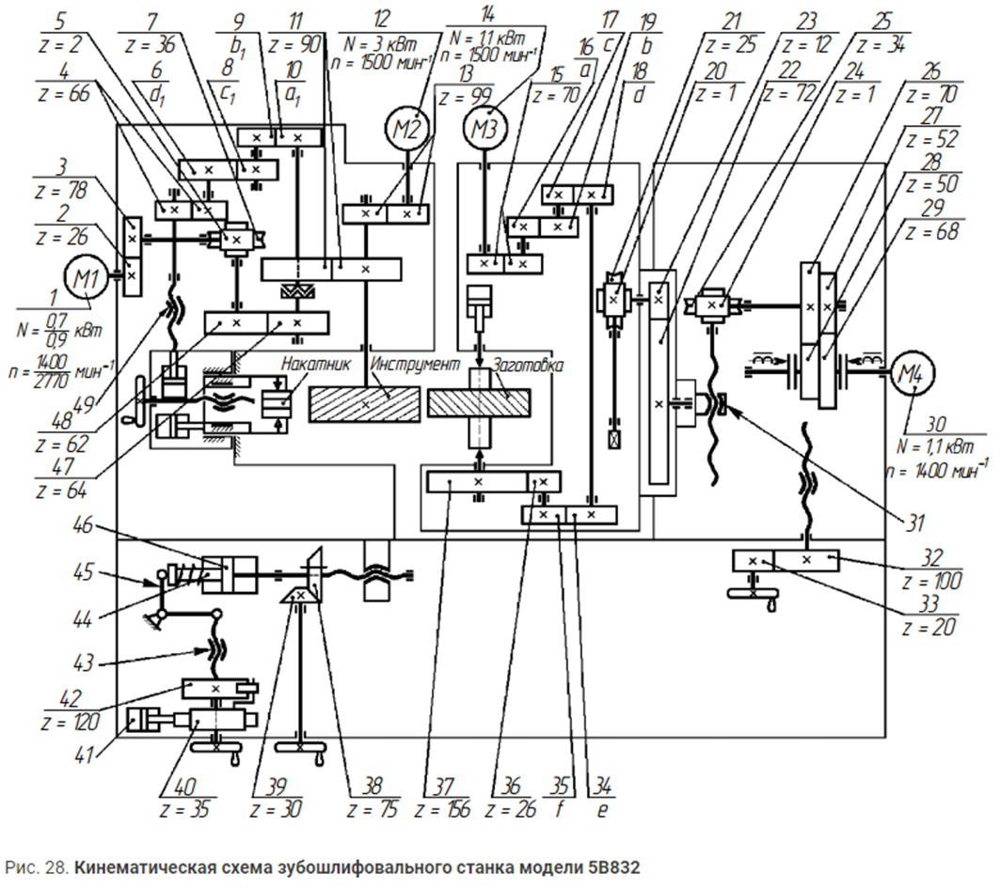 5
z = 2
7
z = 36
9
b₁
11
z = 90
12
N = 3 кВт
n = 1500 мин⁻¹
14
N = 1,1 кВт
n = 1500 мин⁻¹
17
c
19
b
21
z = 25
23
z = 12
25
z = 34
4
z = 66
6
d₁
8
c₁
10
a₁
13
z = 99
15
z = 70
16
a
18
d
20
z = 1
22
z = 72
24
z = 1
26
z = 70
27
z = 52
28
z = 50
29
z = 68
3
z = 78
2
z = 26
М1
М2
М3
М4
1
N = 0,7/0,9 кВт
n = 1400/2770 мин⁻¹
Накатник
Инструмент
Заготовка
30
N = 1,1 кВт
n = 1400 мин⁻¹
49
48
z = 62
47
z = 64
31
46
45
44
43
42
z = 120
41
32
z = 100
33
z = 20
40
z = 35
39
z = 30
38
z = 75
37
z = 156
36
z = 26
35
f
34
e
Рис. 28. Кинематическая схема зубошлифовального станка модели 5В832